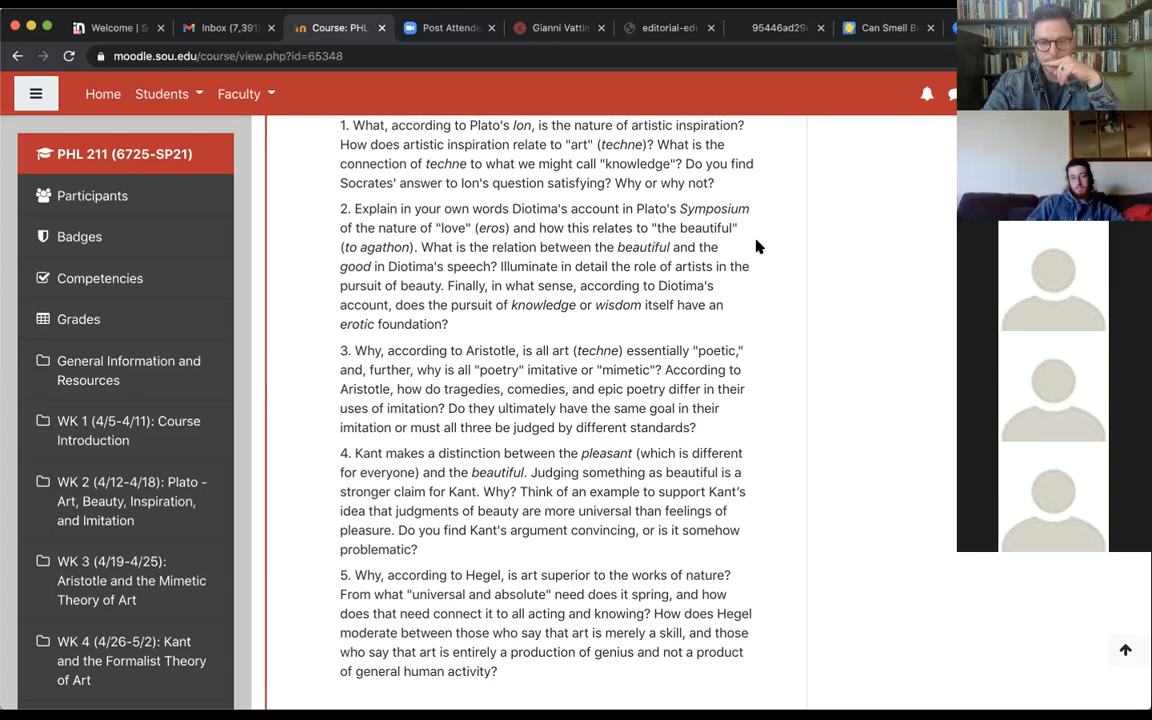 Welcome | S
Inbox (7,391)
Course: PHL
Post Attende
Gianni Vattin
editorial-edi
95446ad29
Can Smell B
moodle.sou.edu/course/view.php?id=65348
Home Students Faculty
PHL 211 (6725-SP21)
Participants
Badges
Competencies
Grades
General Information and
Resources
WK 1 (4/5-4/11): Course
Introduction
WK 2 (4/12-4/18): Plato -
Art, Beauty, Inspiration,
and Imitation
WK 3 (4/19-4/25):
Aristotle and the Mimetic
Theory of Art
WK 4 (4/26-5/2): Kant
and the Formalist Theory
of Art
1. What, according to Plato's Ion, is the nature of artistic inspiration?
How does artistic inspiration relate to "art" (techne)? What is the
connection of techne to what we might call "knowledge"? Do you find
Socrates' answer to Ion's question satisfying? Why or why not?
2. Explain in your own words Diotima's account in Plato's Symposium
of the nature of "love" (eros) and how this relates to "the beautiful"
(to agathon). What is the relation between the beautiful and the
good in Diotima's speech? Illuminate in detail the role of artists in the
pursuit of beauty. Finally, in what sense, according to Diotima's
account, does the pursuit of knowledge or wisdom itself have an
erotic foundation?
3. Why, according to Aristotle, is all art (techne) essentially "poetic,"
and, further, why is all "poetry" imitative or "mimetic"? According to
Aristotle, how do tragedies, comedies, and epic poetry differ in their
uses of imitation? Do they ultimately have the same goal in their
imitation or must all three be judged by different standards?
4. Kant makes a distinction between the pleasant (which is different
for everyone) and the beautiful. Judging something as beautiful is a
stronger claim for Kant. Why? Think of an example to support Kant's
idea that judgments of beauty are more universal than feelings of
pleasure. Do you find Kant's argument convincing, or is it somehow
problematic?
5. Why, according to Hegel, is art superior to the works of nature?
From what "universal and absolute" need does it spring, and how
does that need connect it to all acting and knowing? How does Hegel
moderate between those who say that art is merely a skill, and those
who say that art is entirely a production of genius and not a product
of general human activity?